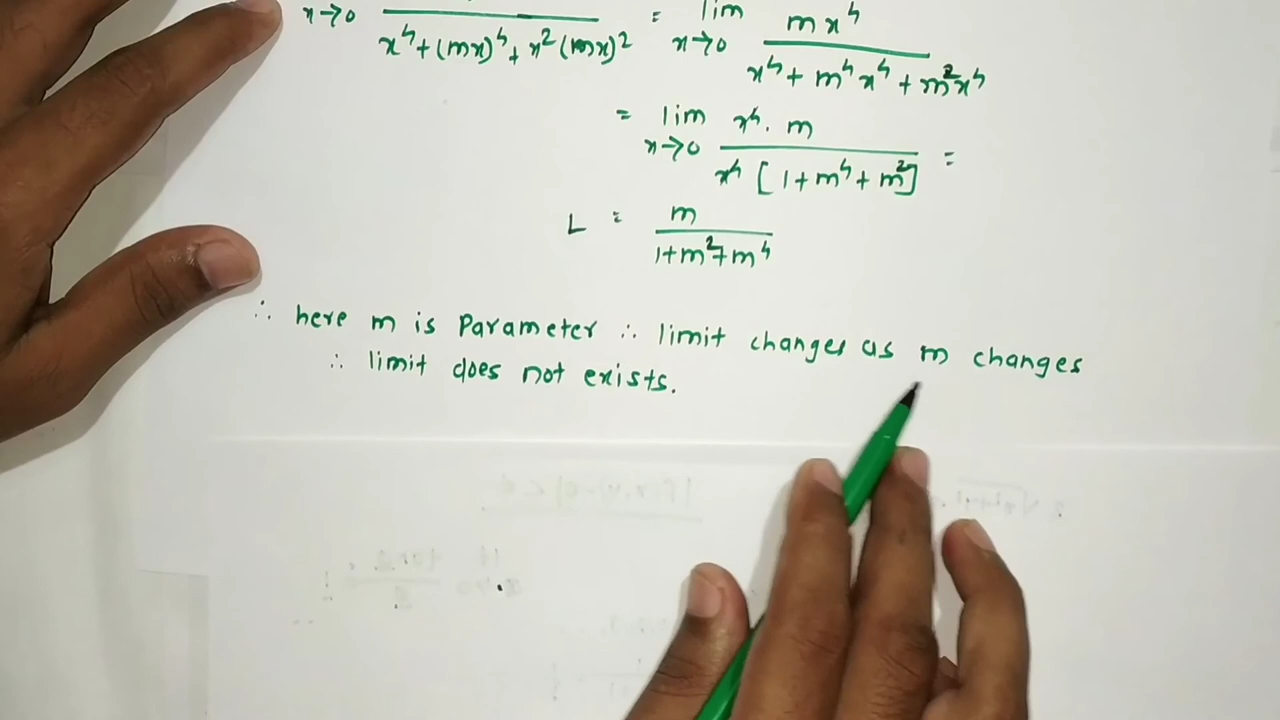 x→0 x⁴+(mx)⁴+x²(mx)² = lim x→0 mx⁴ / x⁴+m⁴x⁴+m²x⁴
= lim x→0 x⁴.m / x⁴[1+m⁴+m²] =
L = m / 1+m²+m⁴
∴ here m is Parameter ∴ limit changes as m changes
∴ limit does not exists.